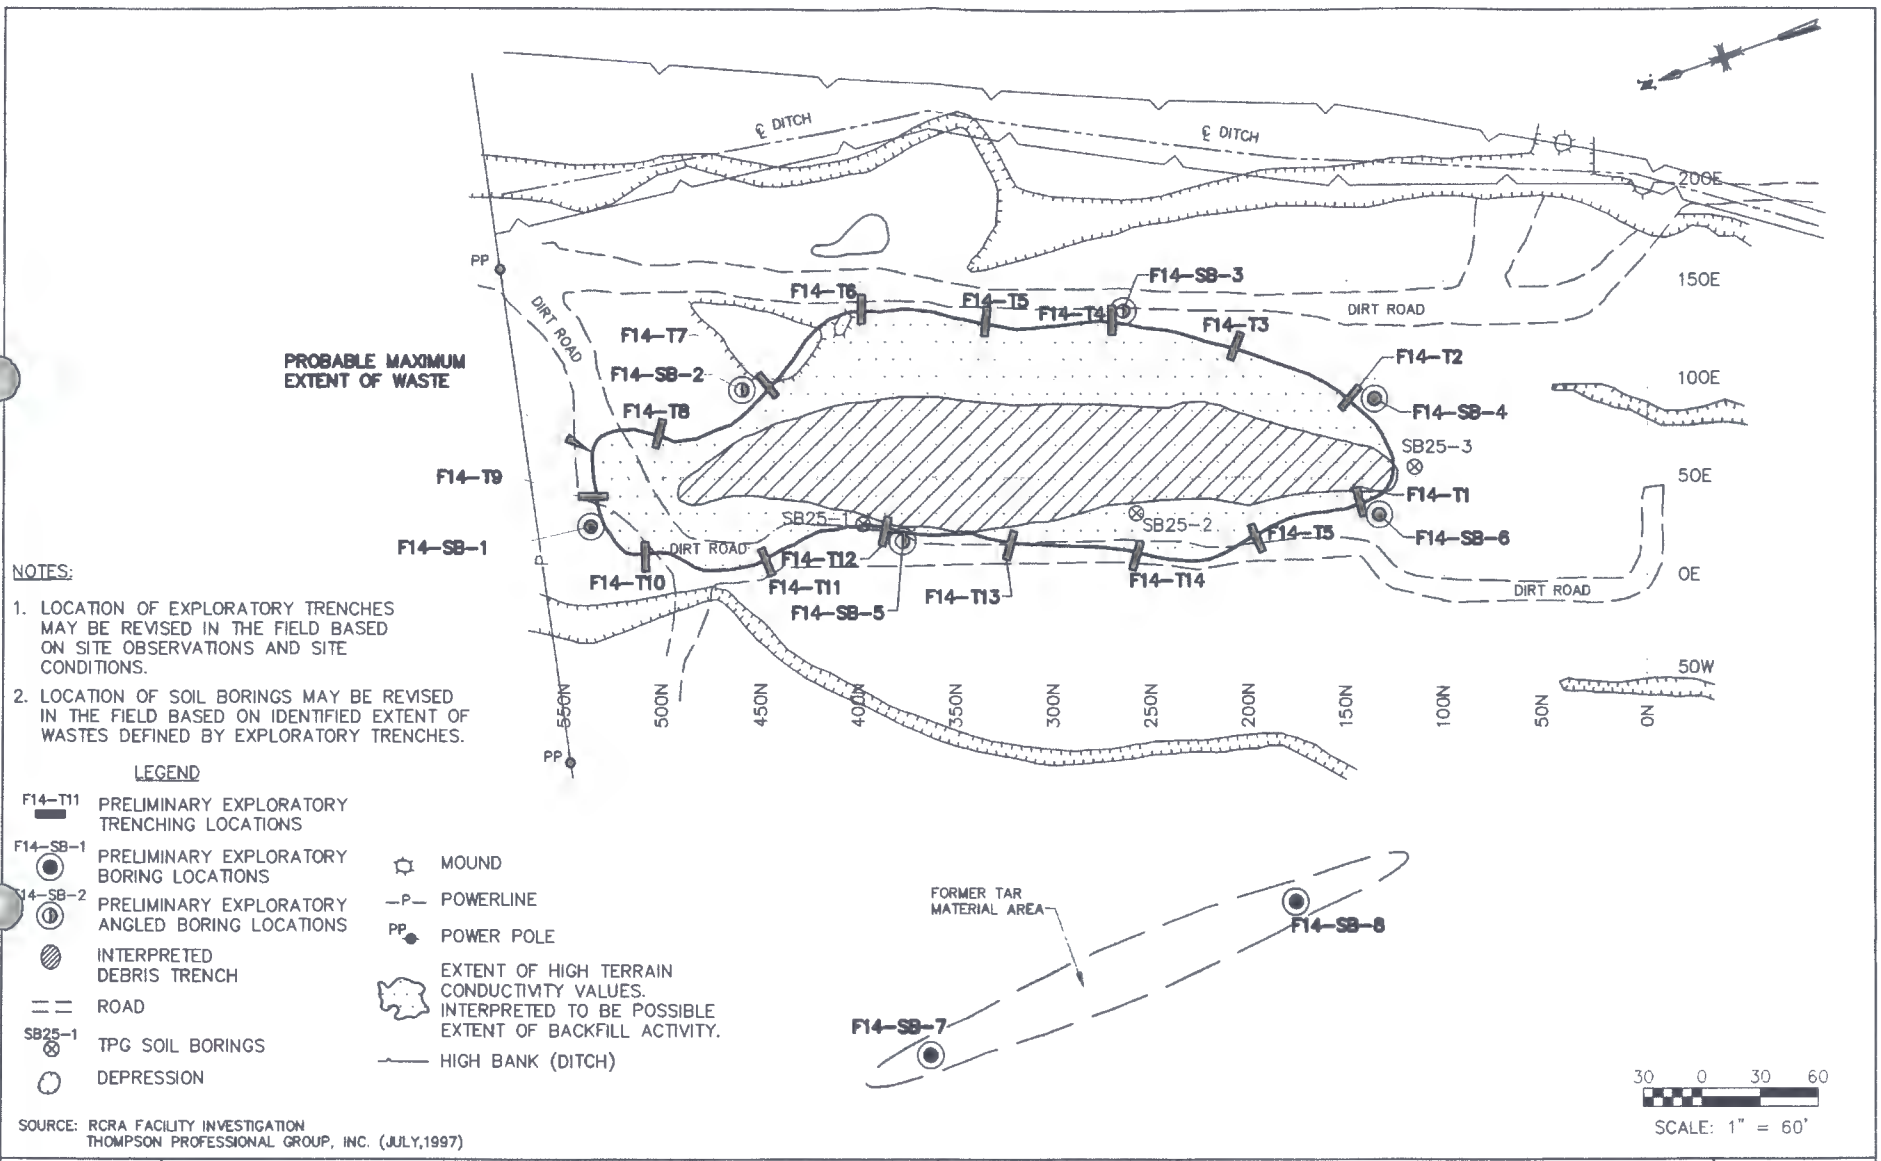 N
℄ DITCH
℄ DITCH
200E
PP
F14-SB-3
150E
F14-T6
F14-T5
F14-T4
DIRT ROAD
DIRT ROAD
F14-T7
F14-T3
PROBABLE MAXIMUM
EXTENT OF WASTE
F14-T2
F14-SB-2
100E
F14-T8
F14-SB-4
SB25-3
F14-T9
50E
F14-T1
SB25-1
SB25-2
F14-SB-1
DIRT ROAD
F14-T5
F14-SB-6
P
F14-T12
F14-T10
F14-T11
F14-T14
0E
F14-SB-5
F14-T13
DIRT ROAD
50W
550N
500N
450N
400N
350N
300N
250N
200N
150N
100N
50N
0N
PP
NOTES:
1. LOCATION OF EXPLORATORY TRENCHES
MAY BE REVISED IN THE FIELD BASED
ON SITE OBSERVATIONS AND SITE
CONDITIONS.
2. LOCATION OF SOIL BORINGS MAY BE REVISED
IN THE FIELD BASED ON IDENTIFIED EXTENT OF
WASTES DEFINED BY EXPLORATORY TRENCHES.
LEGEND
F14-T11
PRELIMINARY EXPLORATORY
TRENCHING LOCATIONS
F14-SB-1
PRELIMINARY EXPLORATORY
BORING LOCATIONS
14-SB-2
PRELIMINARY EXPLORATORY
ANGLED BORING LOCATIONS
INTERPRETED
DEBRIS TRENCH
ROAD
SB25-1
TPG SOIL BORINGS
DEPRESSION
MOUND
-P- POWERLINE
PP
POWER POLE
EXTENT OF HIGH TERRAIN
CONDUCTIVITY VALUES.
INTERPRETED TO BE POSSIBLE
EXTENT OF BACKFILL ACTIVITY.
HIGH BANK (DITCH)
FORMER TAR
MATERIAL AREA
F14-SB-8
F14-SB-7
30 0 30 60
SCALE: 1" = 60'
SOURCE: RCRA FACILITY INVESTIGATION
THOMPSON PROFESSIONAL GROUP, INC. (JULY,1997)